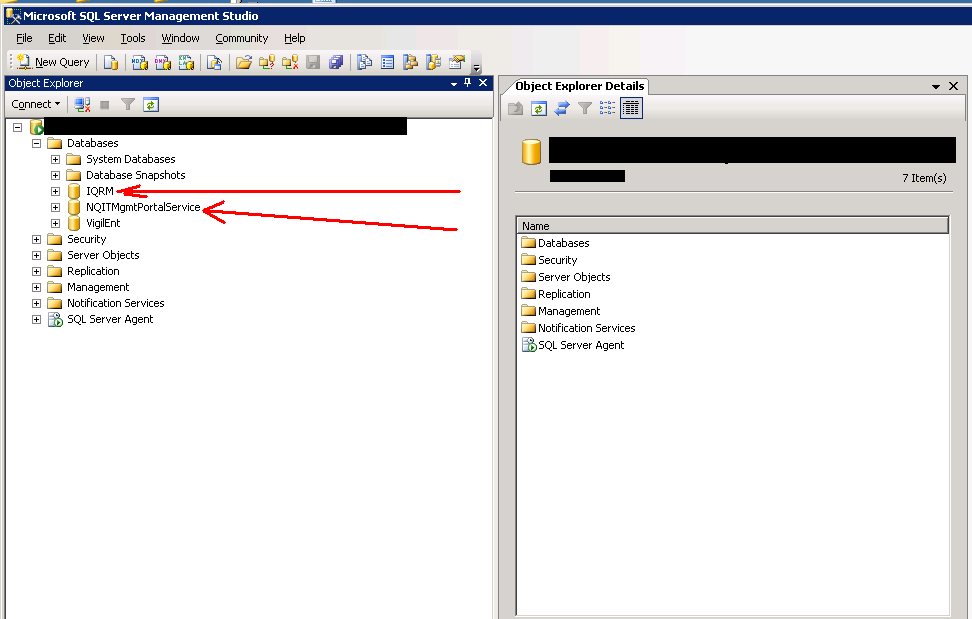 Microsoft SQL Server Management Studio
File Edit View Tools Window Community Help
New Query
Object Explorer
Connect
Databases
System Databases
Database Snapshots
IQRM
NQITMgmtPortalService
VigilEnt
Security
Server Objects
Replication
Management
Notification Services
SQL Server Agent
Object Explorer Details
7 Item(s)
Name
Databases
Security
Server Objects
Replication
Management
Notification Services
SQL Server Agent